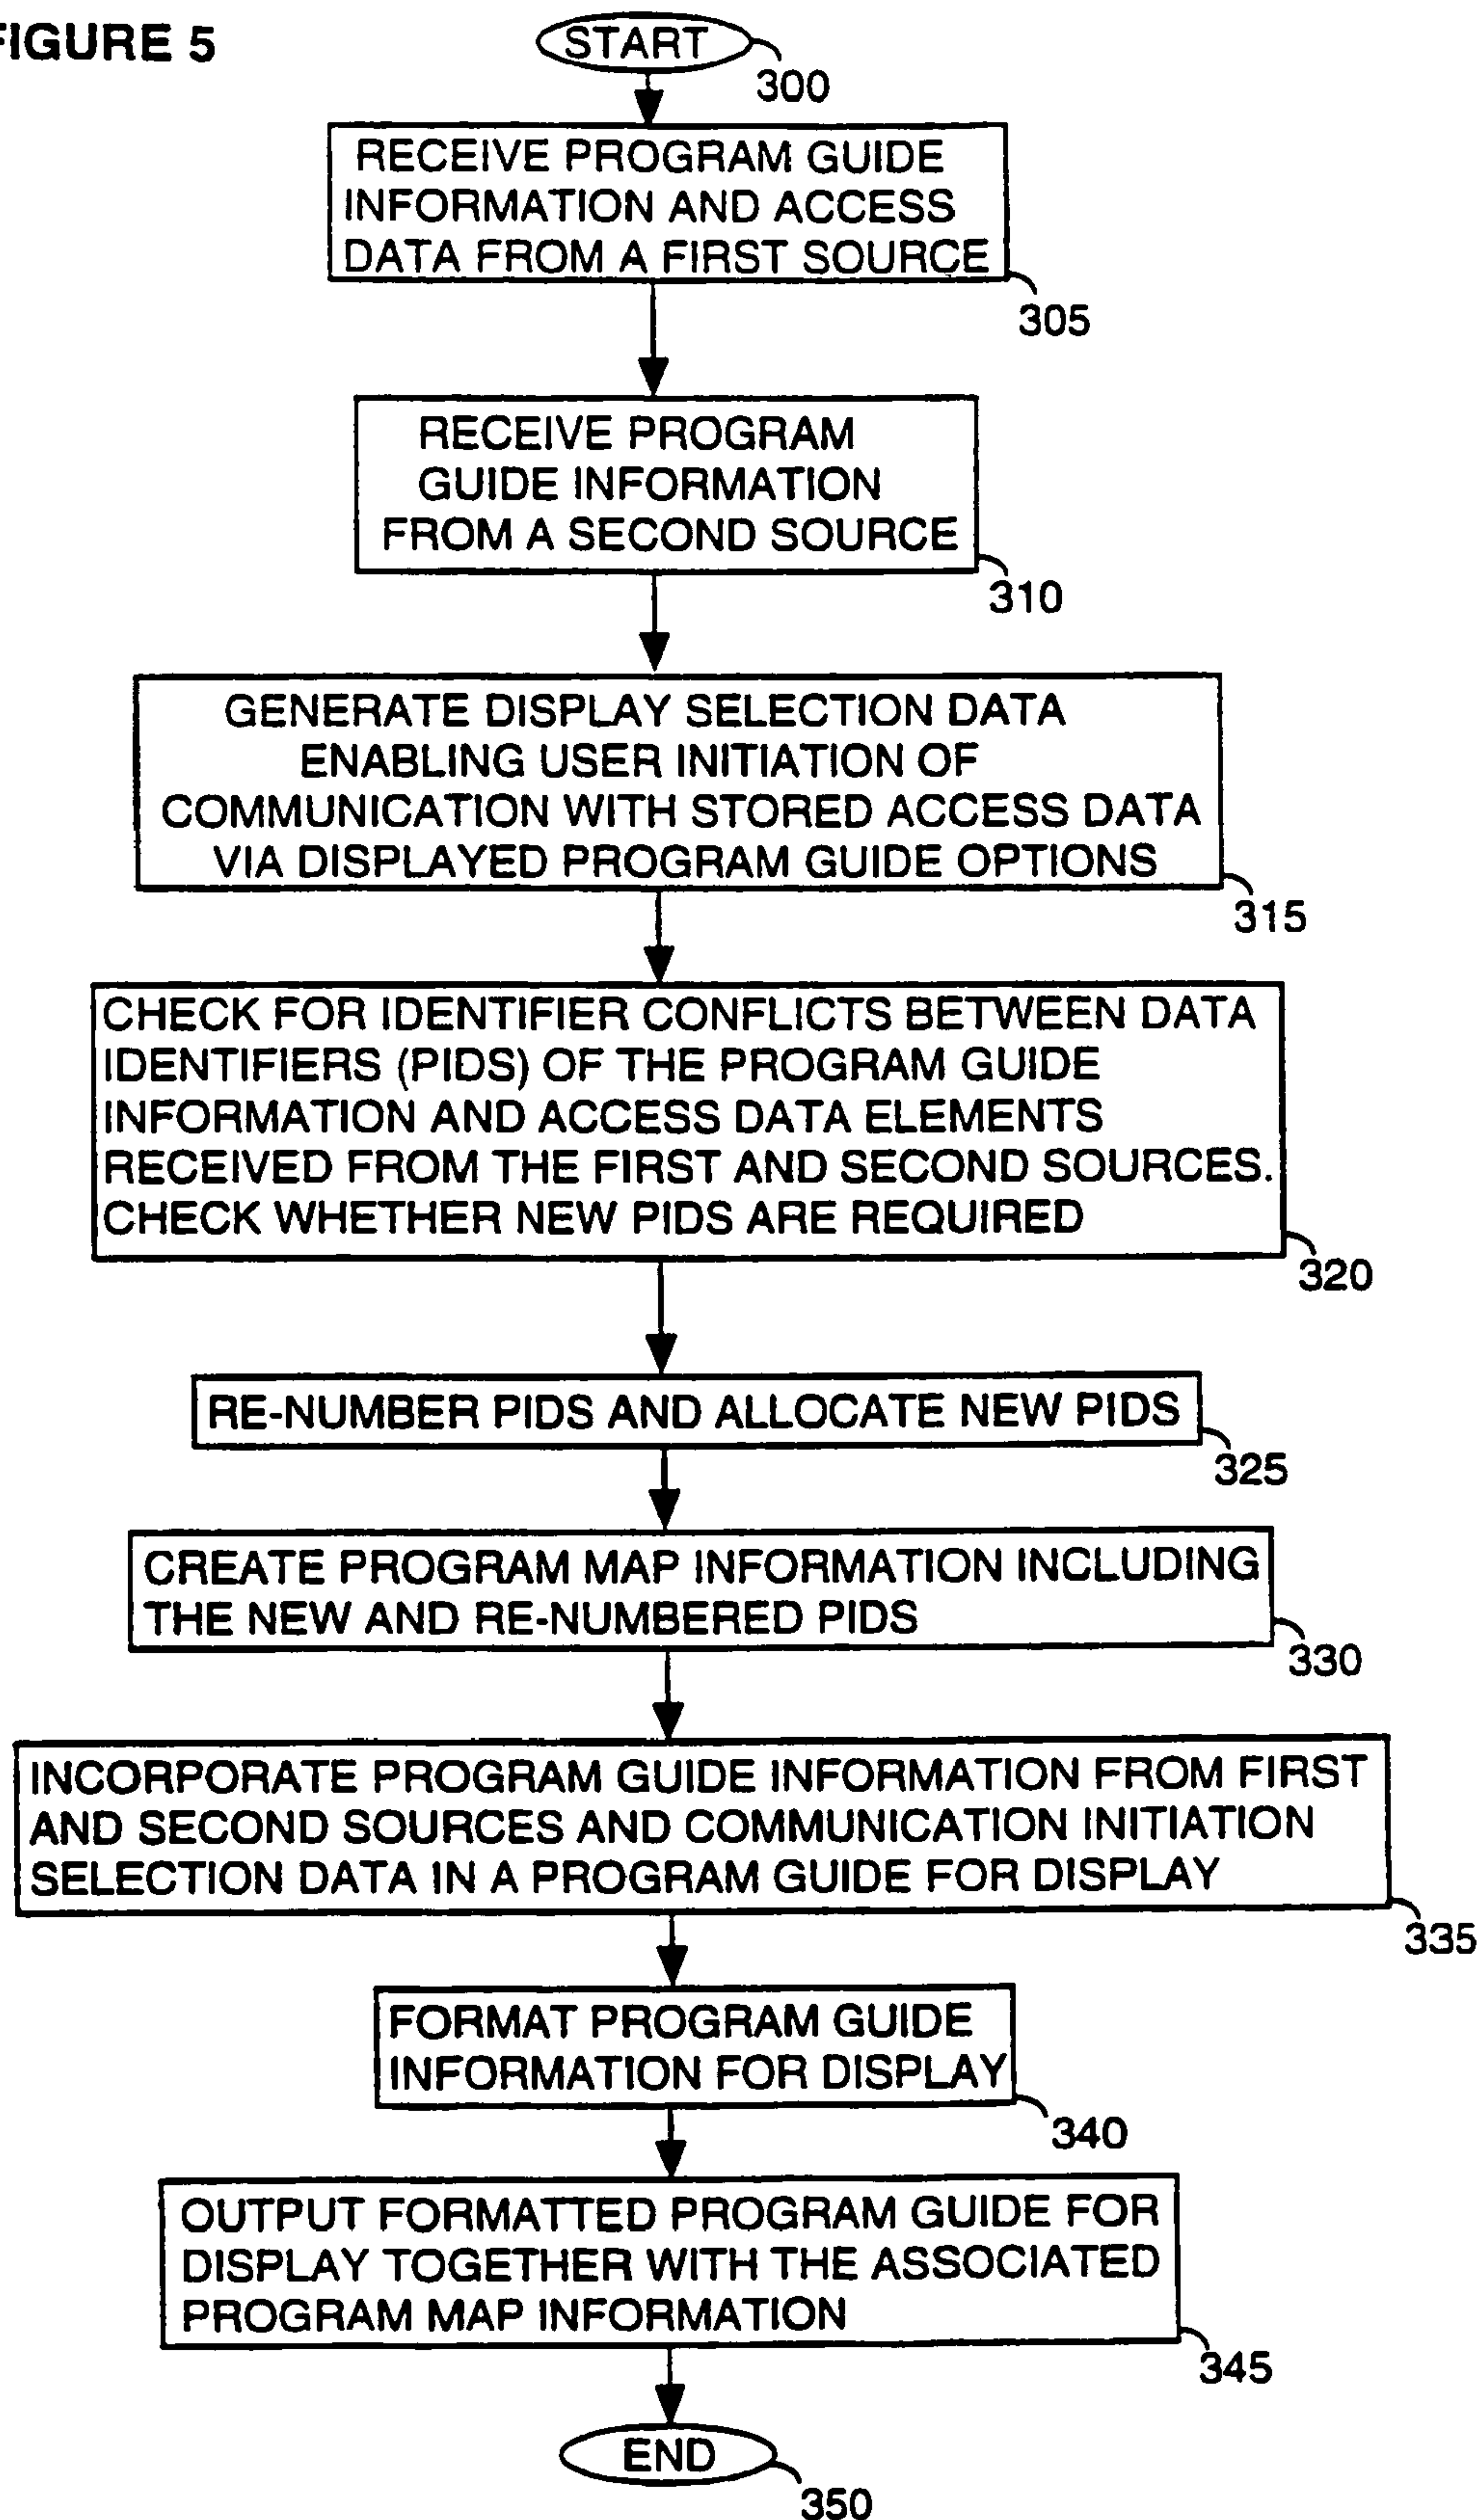 FIGURE 5
START
300
RECEIVE PROGRAM GUIDE
INFORMATION AND ACCESS
DATA FROM A FIRST SOURCE
305
RECEIVE PROGRAM
GUIDE INFORMATION
FROM A SECOND SOURCE
310
GENERATE DISPLAY SELECTION DATA
ENABLING USER INITIATION OF
COMMUNICATION WITH STORED ACCESS DATA
VIA DISPLAYED PROGRAM GUIDE OPTIONS
315
CHECK FOR IDENTIFIER CONFLICTS BETWEEN DATA
IDENTIFIERS (PIDS) OF THE PROGRAM GUIDE
INFORMATION AND ACCESS DATA ELEMENTS
RECEIVED FROM THE FIRST AND SECOND SOURCES.
CHECK WHETHER NEW PIDS ARE REQUIRED
320
RE-NUMBER PIDS AND ALLOCATE NEW PIDS
325
CREATE PROGRAM MAP INFORMATION INCLUDING
THE NEW AND RE-NUMBERED PIDS
330
INCORPORATE PROGRAM GUIDE INFORMATION FROM FIRST
AND SECOND SOURCES AND COMMUNICATION INITIATION
SELECTION DATA IN A PROGRAM GUIDE FOR DISPLAY
335
FORMAT PROGRAM GUIDE
INFORMATION FOR DISPLAY
340
OUTPUT FORMATTED PROGRAM GUIDE FOR
DISPLAY TOGETHER WITH THE ASSOCIATED
PROGRAM MAP INFORMATION
345
END
350